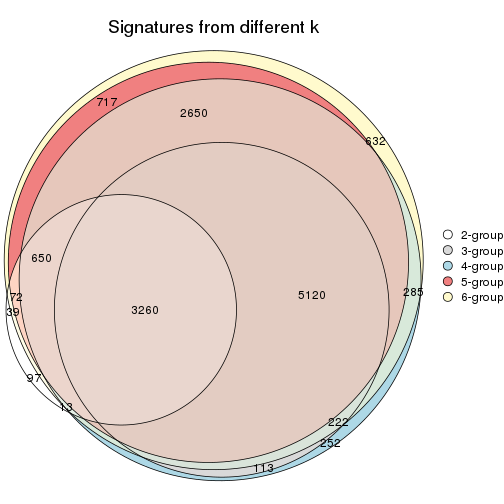 Signatures from different k
717
2650
632
2-group
3-group
650
4-group
5-group
285
5120
72
6-group
39
3260
97
13
222
252
113